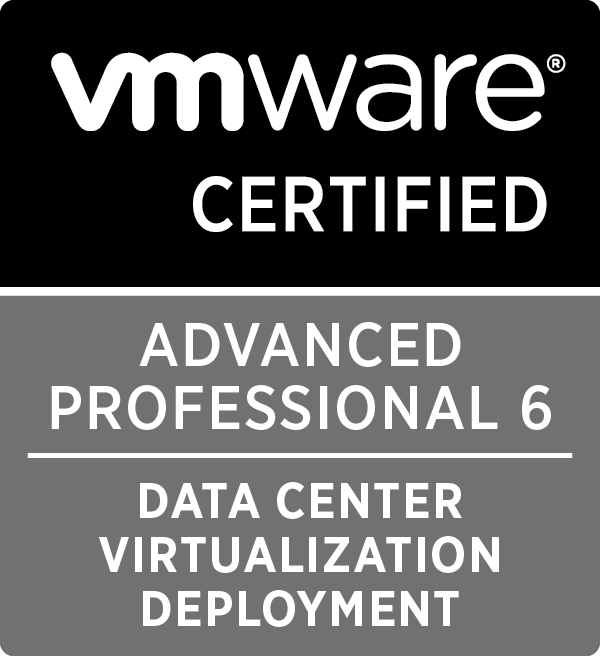 vmware®
CERTIFIED
ADVANCED
PROFESSIONAL 6
DATA CENTER
VIRTUALIZATION
DEPLOYMENT